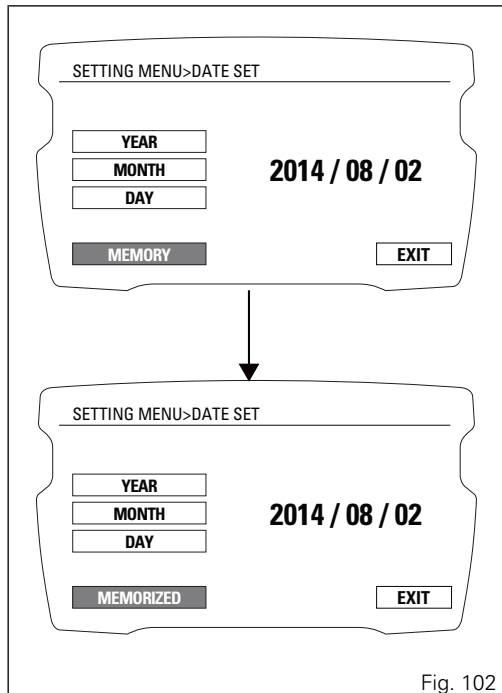 SETTING MENU>DATE SET
YEAR
MONTH
DAY
2014 / 08 / 02
MEMORY
EXIT
SETTING MENU>DATE SET
YEAR
MONTH
DAY
2014 / 08 / 02
MEMORIZED
EXIT
Fig. 102